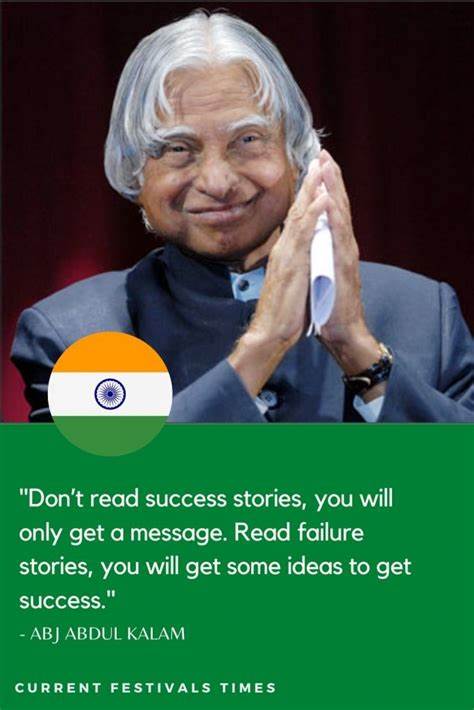 "Don't read success stories, you will
only get a message. Read failure
stories, you will get some ideas to get
success."
- ABJ ABDUL KALAM
CURRENT FESTIVALS TIMES